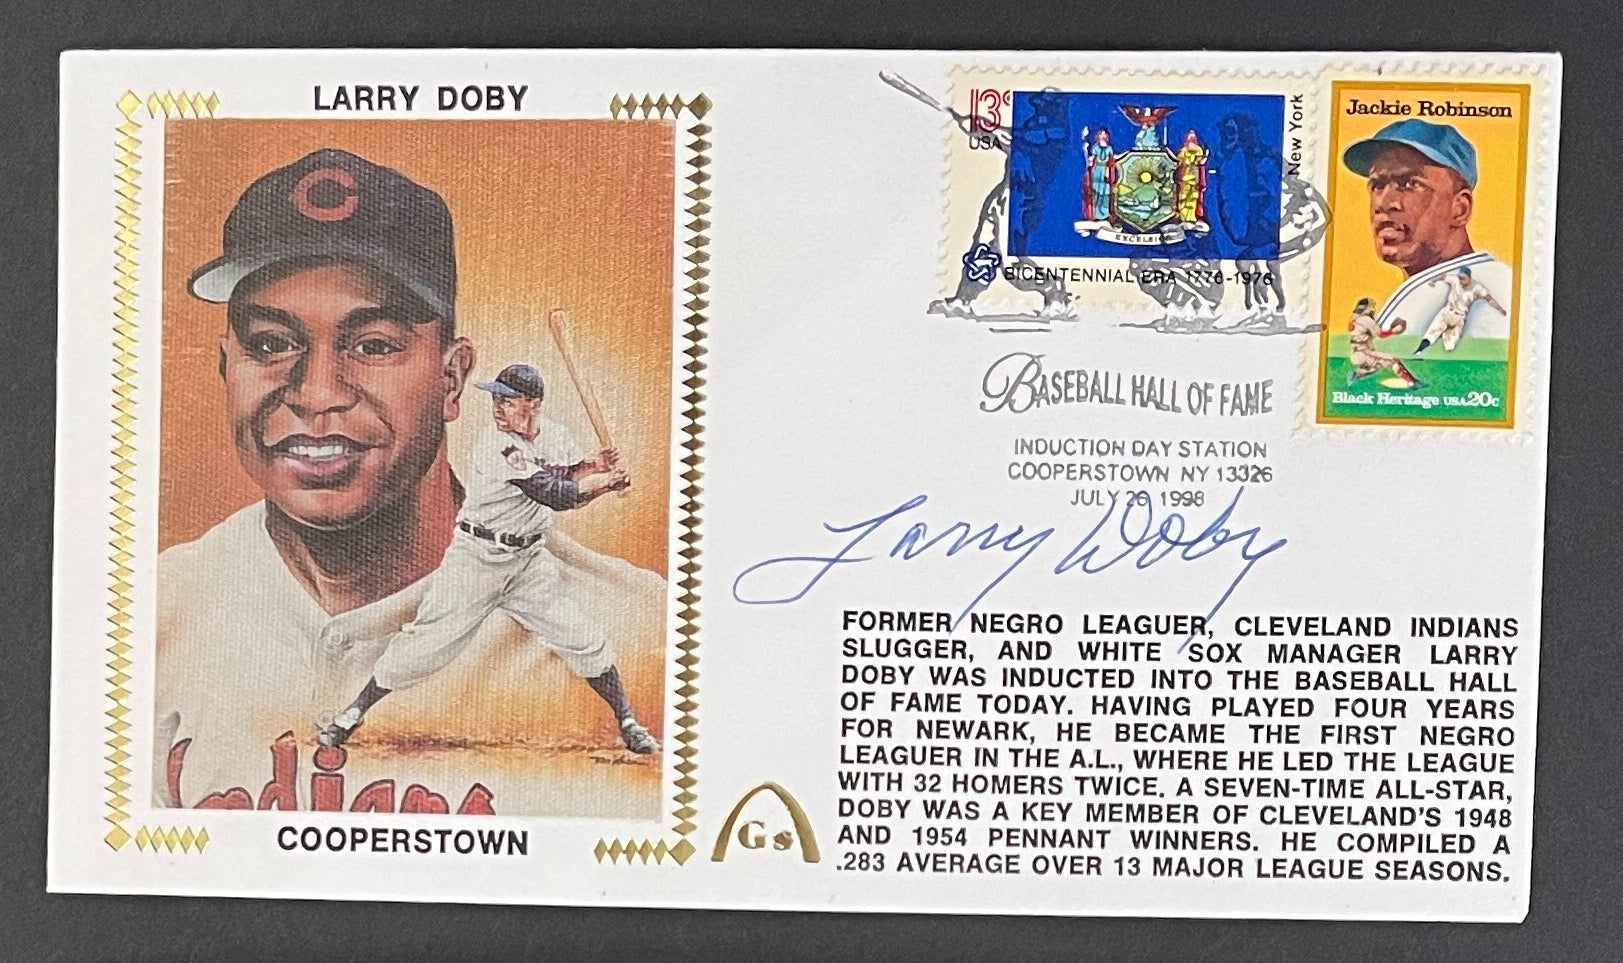 LARRY DOBY
C
Indians
COOPERSTOWN
Gs
13c
USA
New York
EXCELSIOR
BICENTENNIAL ERA 1776-1976
Jackie Robinson
Black Heritage USA 20c
BASEBALL HALL OF FAME
INDUCTION DAY STATION
COOPERSTOWN NY 13326
JULY 26 1998
Larry Doby
FORMER NEGRO LEAGUER, CLEVELAND INDIANS
SLUGGER, AND WHITE SOX MANAGER LARRY
DOBY WAS INDUCTED INTO THE BASEBALL HALL
OF FAME TODAY. HAVING PLAYED FOUR YEARS
FOR NEWARK, HE BECAME THE FIRST NEGRO
LEAGUER IN THE A.L., WHERE HE LED THE LEAGUE
WITH 32 HOMERS TWICE. A SEVEN-TIME ALL-STAR,
DOBY WAS A KEY MEMBER OF CLEVELAND'S 1948
AND 1954 PENNANT WINNERS. HE COMPILED A
.283 AVERAGE OVER 13 MAJOR LEAGUE SEASONS.